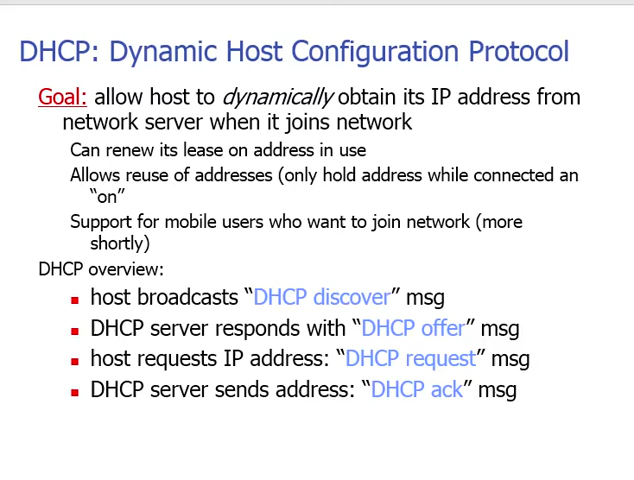 DHCP: Dynamic Host Configuration Protocol
Goal: allow host to dynamically obtain its IP address from
network server when it joins network
Can renew its lease on address in use
Allows reuse of addresses (only hold address while connected an
“on”
Support for mobile users who want to join network (more
shortly)
DHCP overview:
host broadcasts “DHCP discover” msg
DHCP server responds with “DHCP offer” msg
host requests IP address: “DHCP request” msg
DHCP server sends address: “DHCP ack” msg